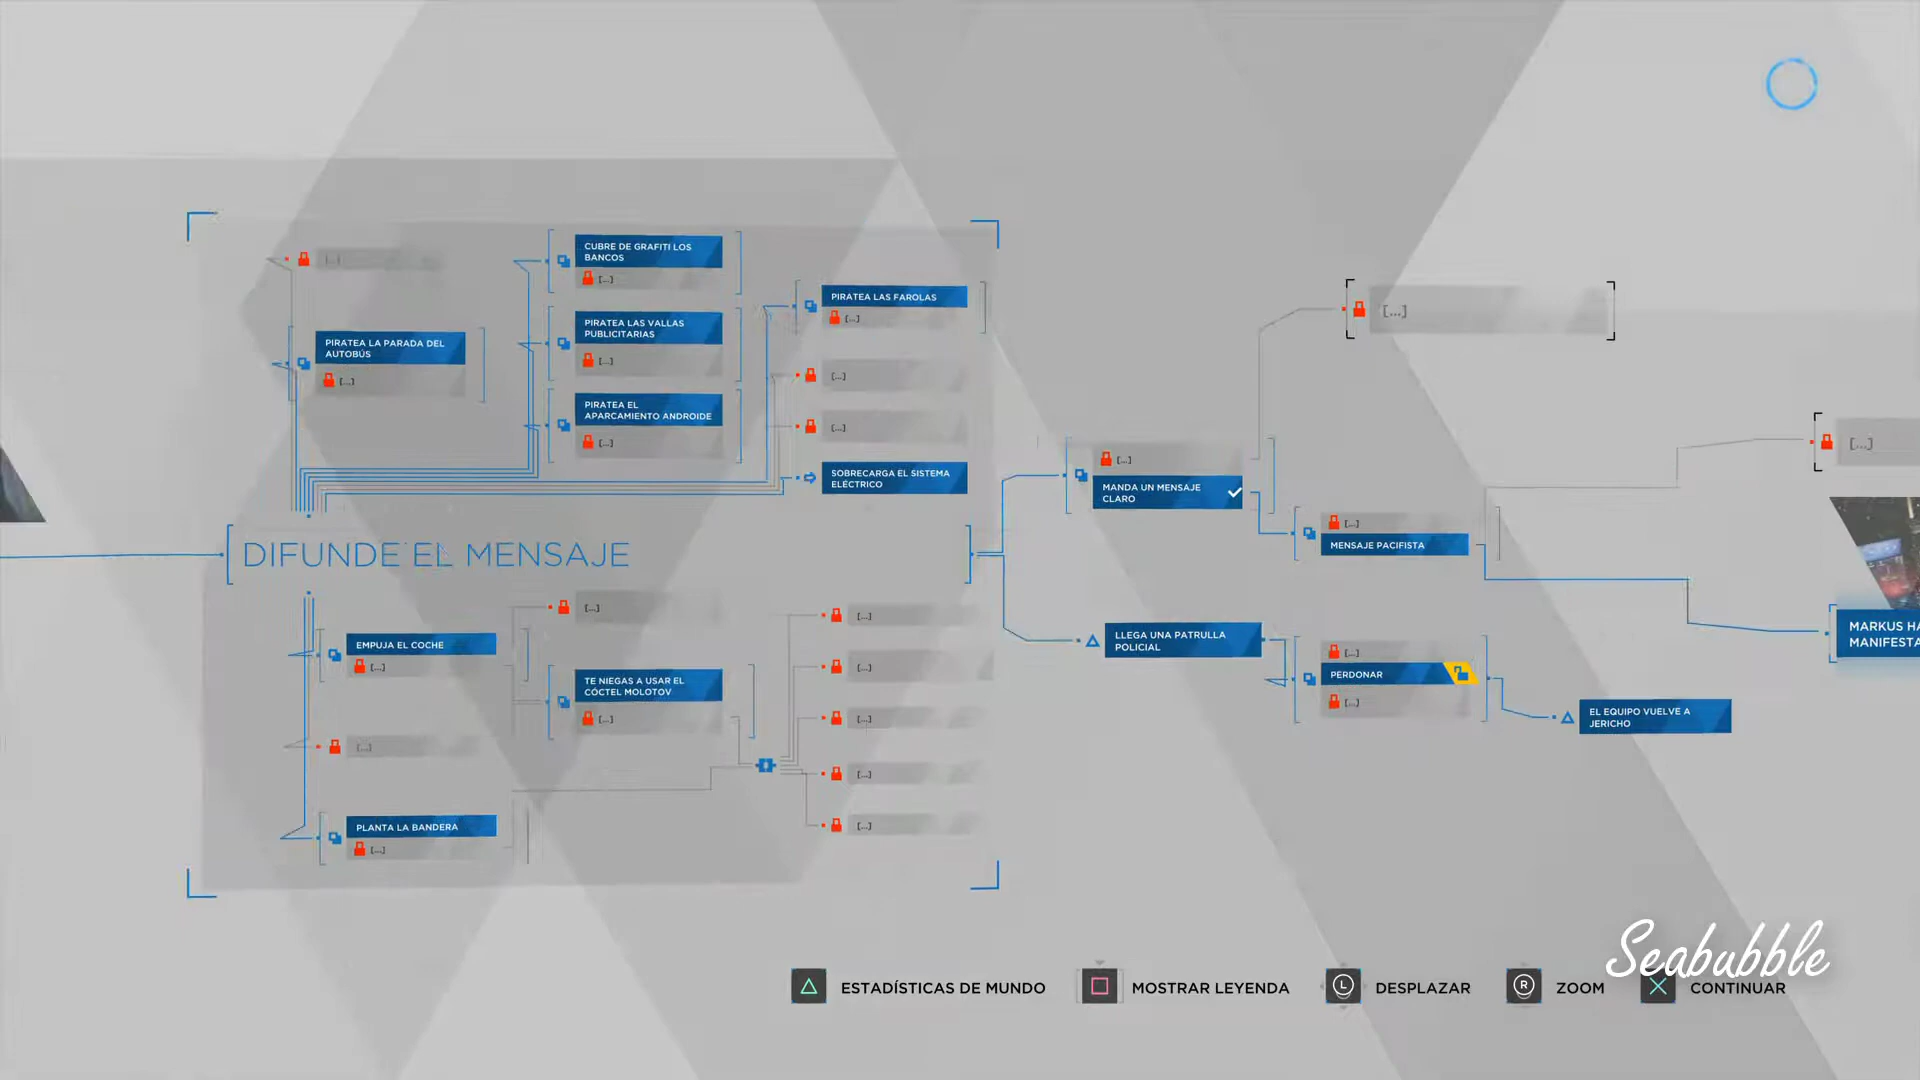 [...]
PIRATEA LA PARADA DEL
AUTOBÚS
[...]
CUBRE DE GRAFITI LOS
BANCOS
[...]
PIRATEA LAS VALLAS
PUBLICITARIAS
[...]
PIRATEA EL
APARCAMIENTO ANDROIDE
[...]
PIRATEA LAS FAROLAS
[...]
[...]
[...]
SOBRECARGA EL SISTEMA
ELÉCTRICO
DIFUNDE EL MENSAJE
EMPUJA EL COCHE
[...]
[...]
PLANTA LA BANDERA
[...]
[...]
TE NIEGAS A USAR EL
CÓCTEL MOLOTOV
[...]
[...]
[...]
[...]
[...]
[...]
[...]
[...]
MANDA UN MENSAJE
CLARO
[...]
MENSAJE PACIFISTA
LLEGA UNA PATRULLA
POLICIAL
[...]
PERDONAR
[...]
EL EQUIPO VUELVE A
JERICHO
[...]
MARKUS HA
MANIFESTA
Seabubble
ESTADÍSTICAS DE MUNDO
MOSTRAR LEYENDA
L
DESPLAZAR
R
ZOOM
CONTINUAR